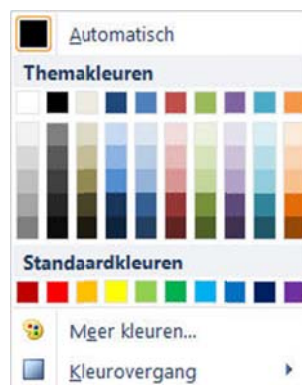 Automatisch
Themakleuren
Standaardkleuren
Meer kleuren...
Kleurovergang